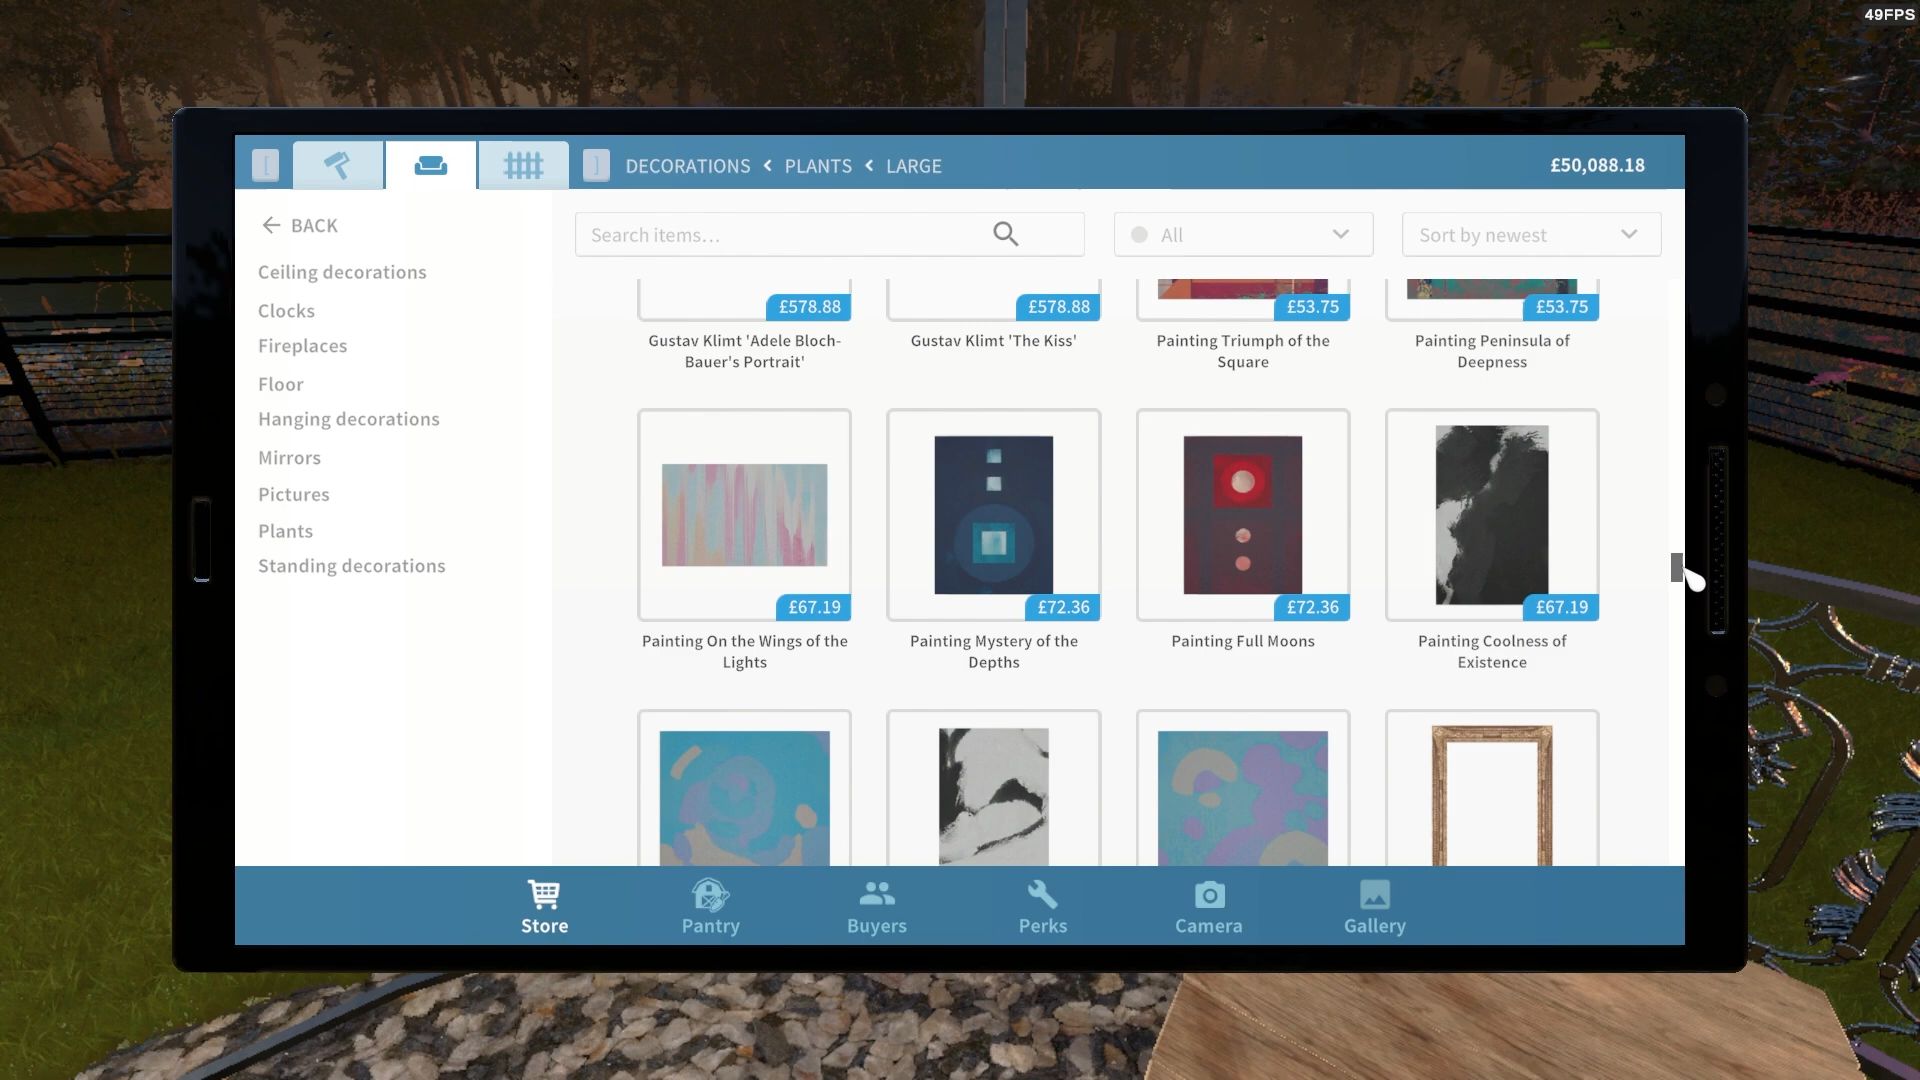 49FPS
[
]
DECORATIONS < PLANTS < LARGE
£50,088.18
← BACK
Search items...
All
Sort by newest
Ceiling decorations
Clocks
Fireplaces
Floor
Hanging decorations
Mirrors
Pictures
Plants
Standing decorations
£578.88
£578.88
£53.75
£53.75
Gustav Klimt 'Adele Bloch-
Bauer's Portrait'
Gustav Klimt 'The Kiss'
Painting Triumph of the
Square
Painting Peninsula of
Deepness
£67.19
£72.36
£72.36
£67.19
Painting On the Wings of the
Lights
Painting Mystery of the
Depths
Painting Full Moons
Painting Coolness of
Existence
Store
Pantry
Buyers
Perks
Camera
Gallery